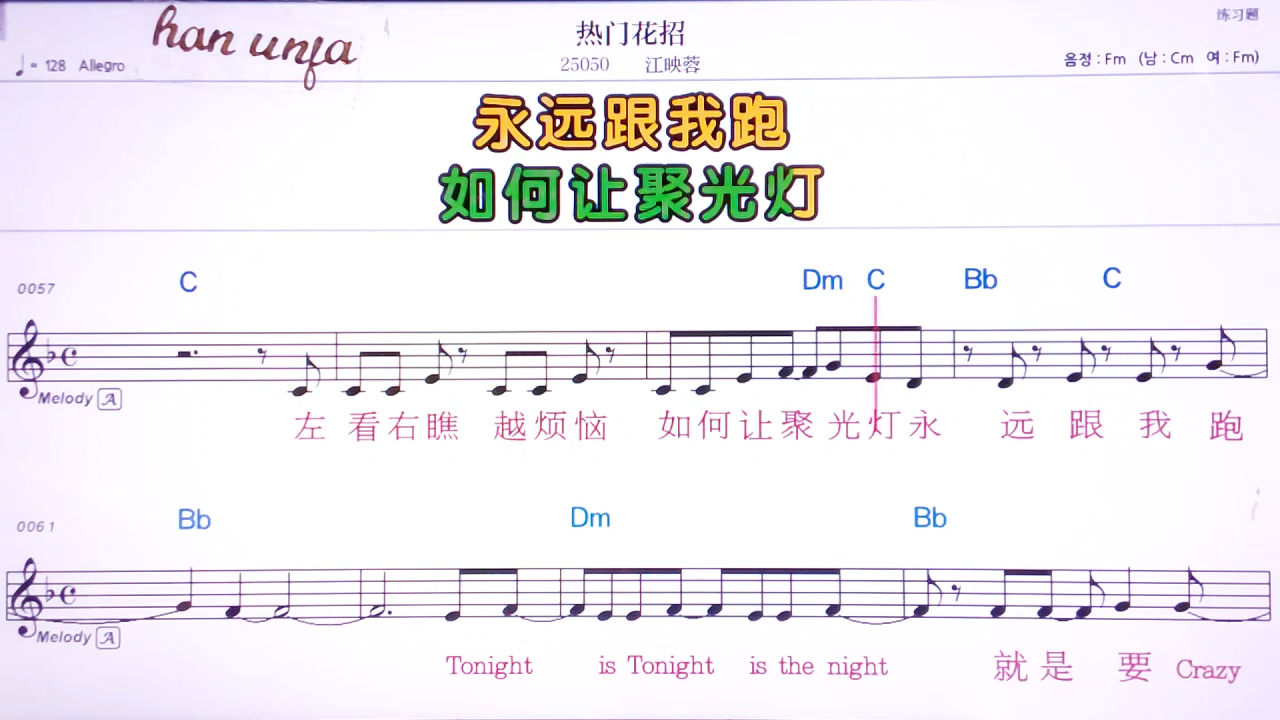 han unfa
热门花招
练习题
♩= 128 Allegro
25050 江映蓉
음정 : Fm (남 : Cm 여 : Fm)
永远跟我跑
如何让聚光灯
0057
C Dm C Bb C
Melody A
左 看右瞧 越烦恼 如何让聚光灯永 远 跟 我 跑
0061
Bb Dm Bb
Melody A
Tonight is Tonight is the night 就是 要 Crazy